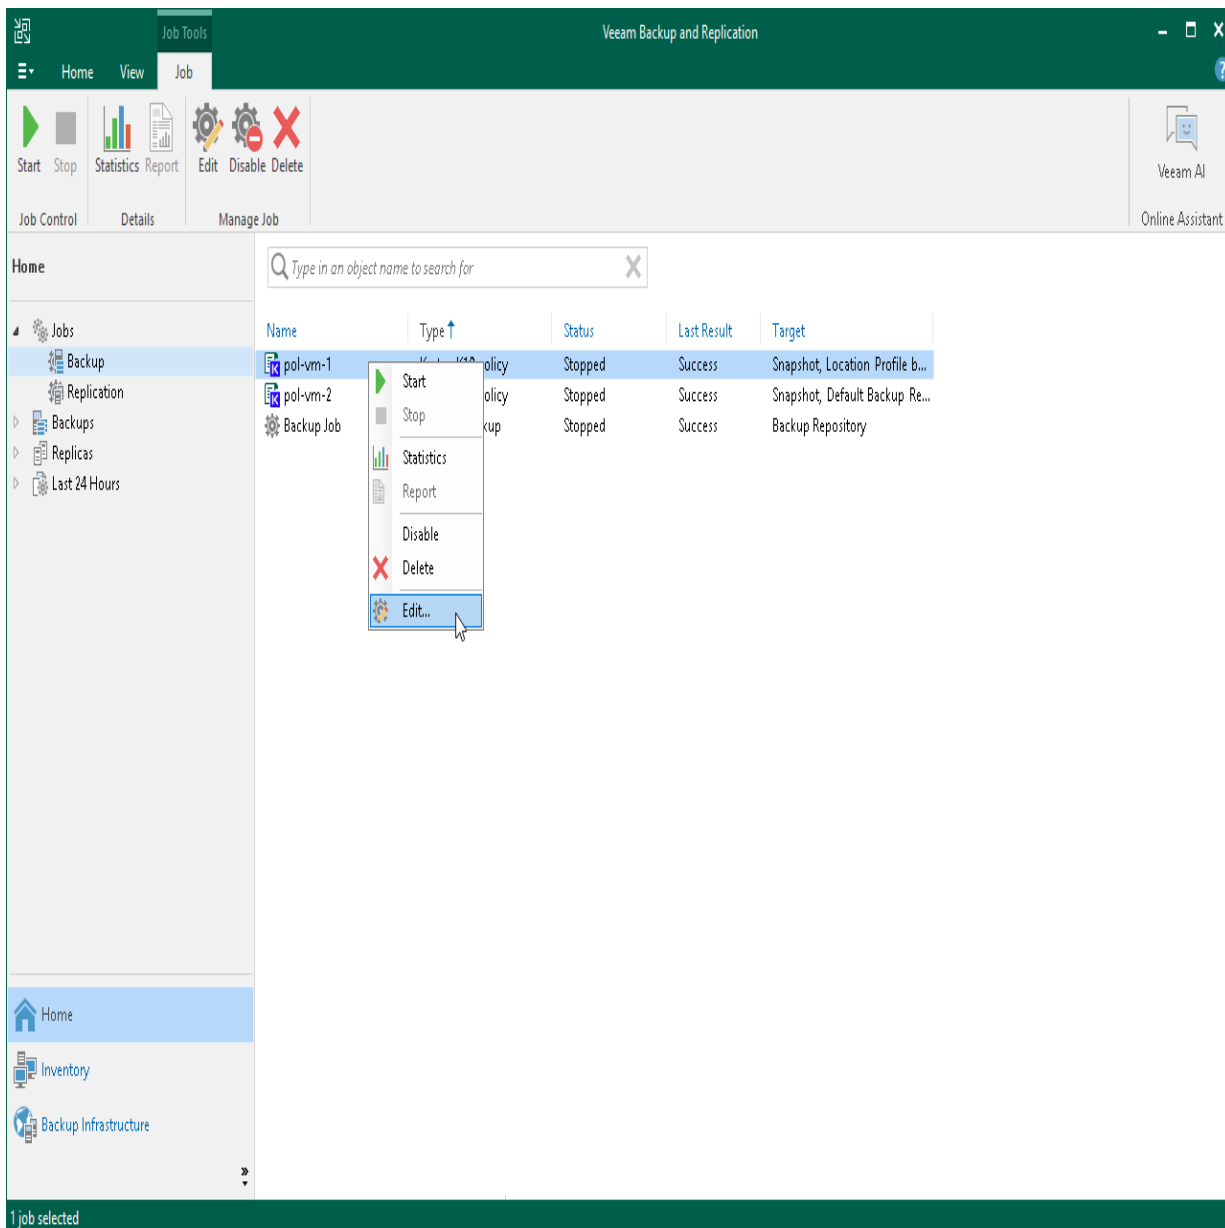 Job Tools
Veeam Backup and Replication
Home View Job
?
Start Stop Statistics Report Edit Disable Delete
Veeam AI
Job Control Details Manage Job
Online Assistant
Home
Type in an object name to search for
Jobs
Backup
Replication
Backups
Replicas
Last 24 Hours
Name Type Status Last Result Target
pol-vm-1 Stopped Success Snapshot, Location Profile b...
pol-vm-2 Stopped Success Snapshot, Default Backup Re...
Backup Job Stopped Success Backup Repository
Start
Stop
Statistics
Report
Disable
Delete
Edit...
Home
Inventory
Backup Infrastructure
1 job selected